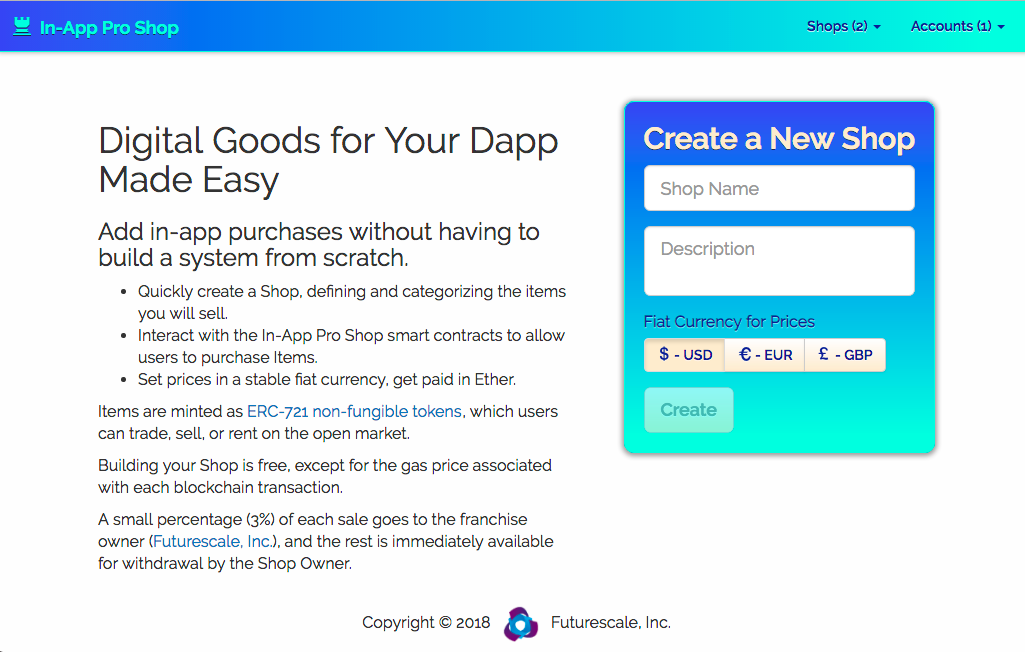 In-App Pro Shop
Shops (2)
Accounts (1)
Digital Goods for Your Dapp
Made Easy
Add in-app purchases without having to
build a system from scratch.
• Quickly create a Shop, defining and categorizing the items
you will sell.
• Interact with the In-App Pro Shop smart contracts to allow
users to purchase Items.
• Set prices in a stable fiat currency, get paid in Ether.
Items are minted as ERC-721 non-fungible tokens, which users
can trade, sell, or rent on the open market.
Building your Shop is free, except for the gas price associated
with each blockchain transaction.
A small percentage (3%) of each sale goes to the franchise
owner (Futurescale, Inc.), and the rest is immediately available
for withdrawal by the Shop Owner.
Create a New Shop
Shop Name
Description
Fiat Currency for Prices
$ - USD
€ - EUR
£ - GBP
Create
Copyright © 2018 Futurescale, Inc.